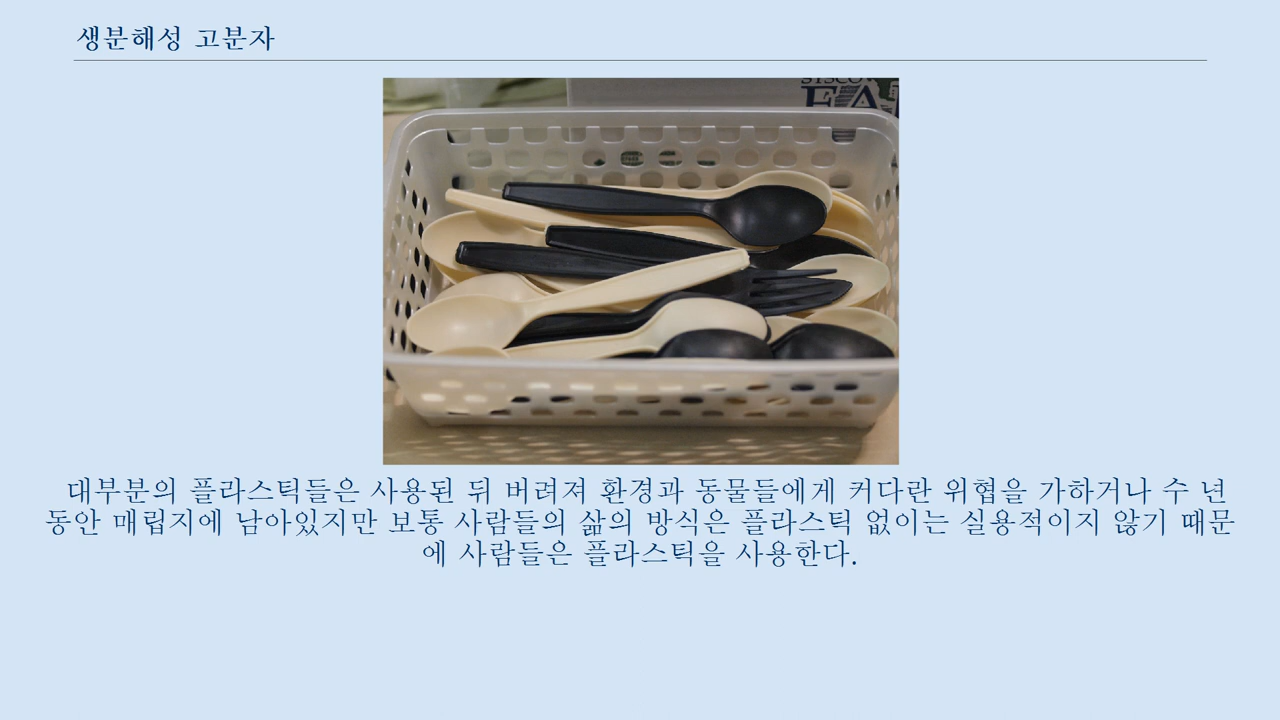 생분해성 고분자
대부분의 플라스틱들은 사용된 뒤 버려져 환경과 동물들에게 커다란 위협을 가하거나 수 년
동안 매립지에 남아있지만 보통 사람들의 삶의 방식은 플라스틱 없이는 실용적이지 않기 때문
에 사람들은 플라스틱을 사용한다.